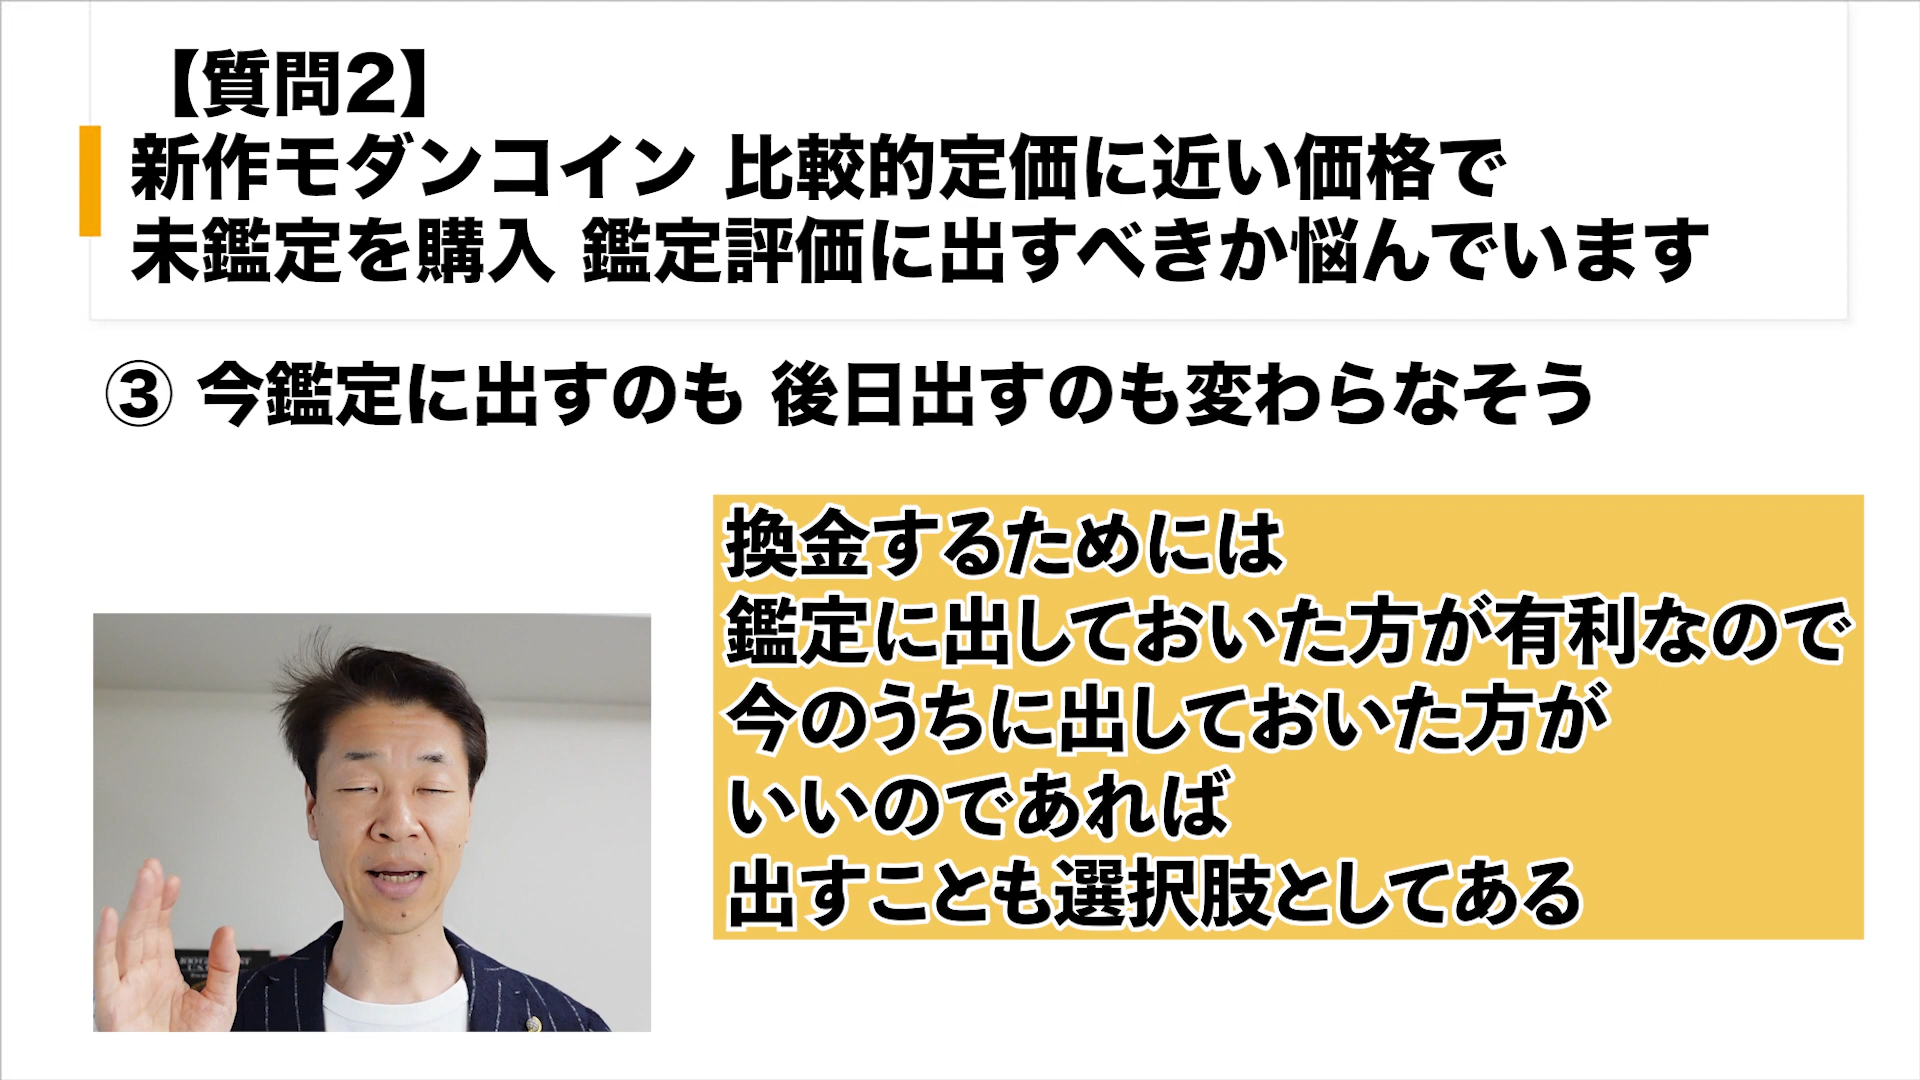 【質問2】
新作モダンコイン 比較的定価に近い価格で
未鑑定を購入 鑑定評価に出すべきか悩んでいます
③ 今鑑定に出すのも 後日出すのも変わらなそう
換金するためには
鑑定に出しておいた方が有利なので
今のうちに出しておいた方が
いいのであれば
出すことも選択肢としてある